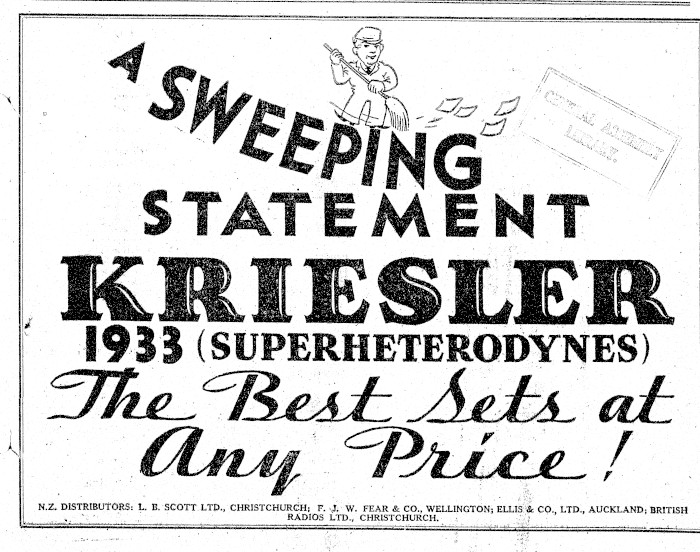 A SWEEPING
STATEMENT
KRIESLER
1933 (SUPERHETERODYNES)
The Best Sets at
Any Price!
N.Z. DISTRIBUTORS: L. B. SCOTT LTD., CHRISTCHURCH; F. J. W. FEAR & CO., WELLINGTON; ELLIS & CO., LTD., AUCKLAND; BRITISH
RADIOS LTD., CHRISTCHURCH.
LIBRARY.